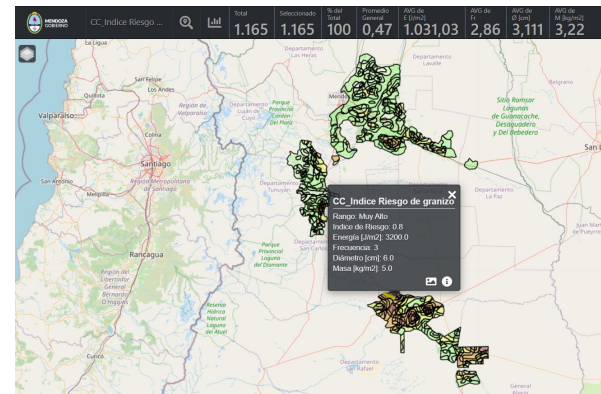 MENDOZA
GOBIERNO
CC_Indice Riesgo ...
Total
1.165
Seleccionado
1.165
% del
Total
100
Promedio
General
0,47
AVG de
E [J/m2]
1.031,03
AVG de
Fr
2,86
AVG de
Ø [cm]
3,111
AVG de
M [kg/m2]
3,22
La Ligua
Departamento
Las Heras
Departamento
Lavalle
San Felipe
Los Andes
Quillota
Región de
Valparaíso
Valparaíso
Departamento
Luján de
Cuyo
Parque
Provincial
Cordón
del Plata
Belgrano
Sitio Ramsar
Lagunas
de Guanacache,
Desaguadero
y Del Bebedero
Colina
Santiago
Región Metropolitana
de Santiago
San Antonio
Melipilla
Departamento
Tunuyán
Departamento
La Paz
CC_Indice Riesgo de granizo
Rango: Muy Alto
Indice de Riesgo: 0.8
Energía [J/m2]: 3200.0
Frecuencia: 3
Diámetro [cm]: 6.0
Masa [kg/m2]: 5.0
Rancagua
Parque
Provincial
Laguna
del Diamante
San Carlos
Región del
Libertador
General
Bernardo
O'Higgins
Reserva
Hídrica
Natural
Laguna
del Atuel
Curicó
Departamento
San Rafael
General
Alvear